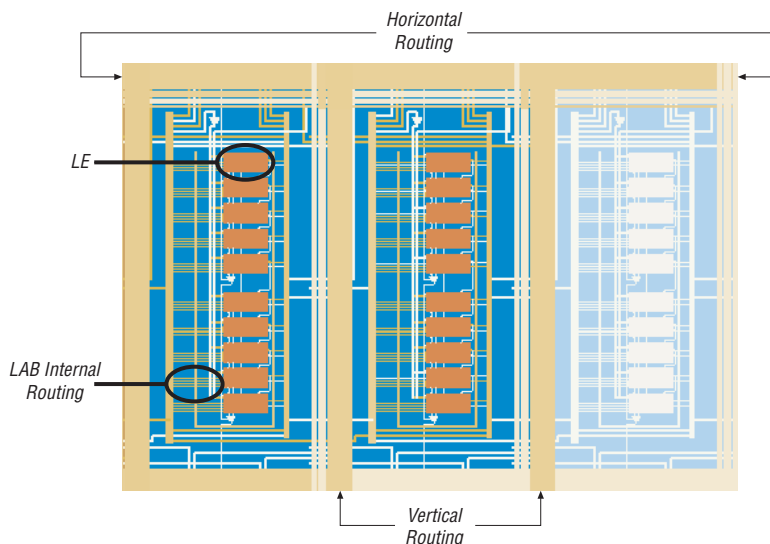 Horizontal
Routing
LE
LAB Internal
Routing
Vertical
Routing